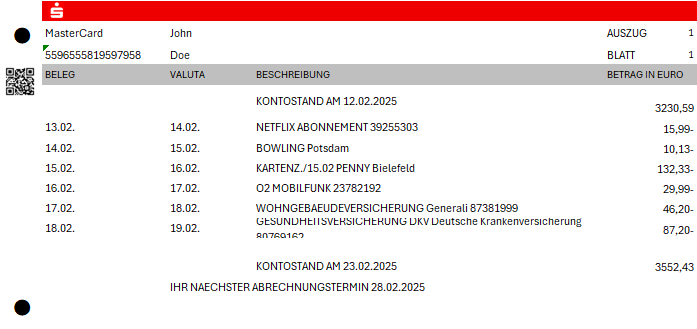 MasterCard John AUSZUG 1
5596555819597958 Doe BLATT 1
BELEG VALUTA BESCHREIBUNG BETRAG IN EURO
KONTOSTAND AM 12.02.2025 3230,59
13.02. 14.02. NETFLIX ABONNEMENT 39255303 15,99-
14.02. 15.02. BOWLING Potsdam 10,13-
15.02. 16.02. KARTENZ./15.02 PENNY Bielefeld 132,33-
16.02. 17.02. O2 MOBILFUNK 23782192 29,99-
17.02. 18.02. WOHNGEBAEUDEVERSICHERUNG Generali 87381999 46,20-
18.02. 19.02. GESUNDHEITSVERSICHERUNG DKV Deutsche Krankenversicherung 87,20-
80769162
KONTOSTAND AM 23.02.2025 3552,43
IHR NAECHSTER ABRECHNUNGSTERMIN 28.02.2025